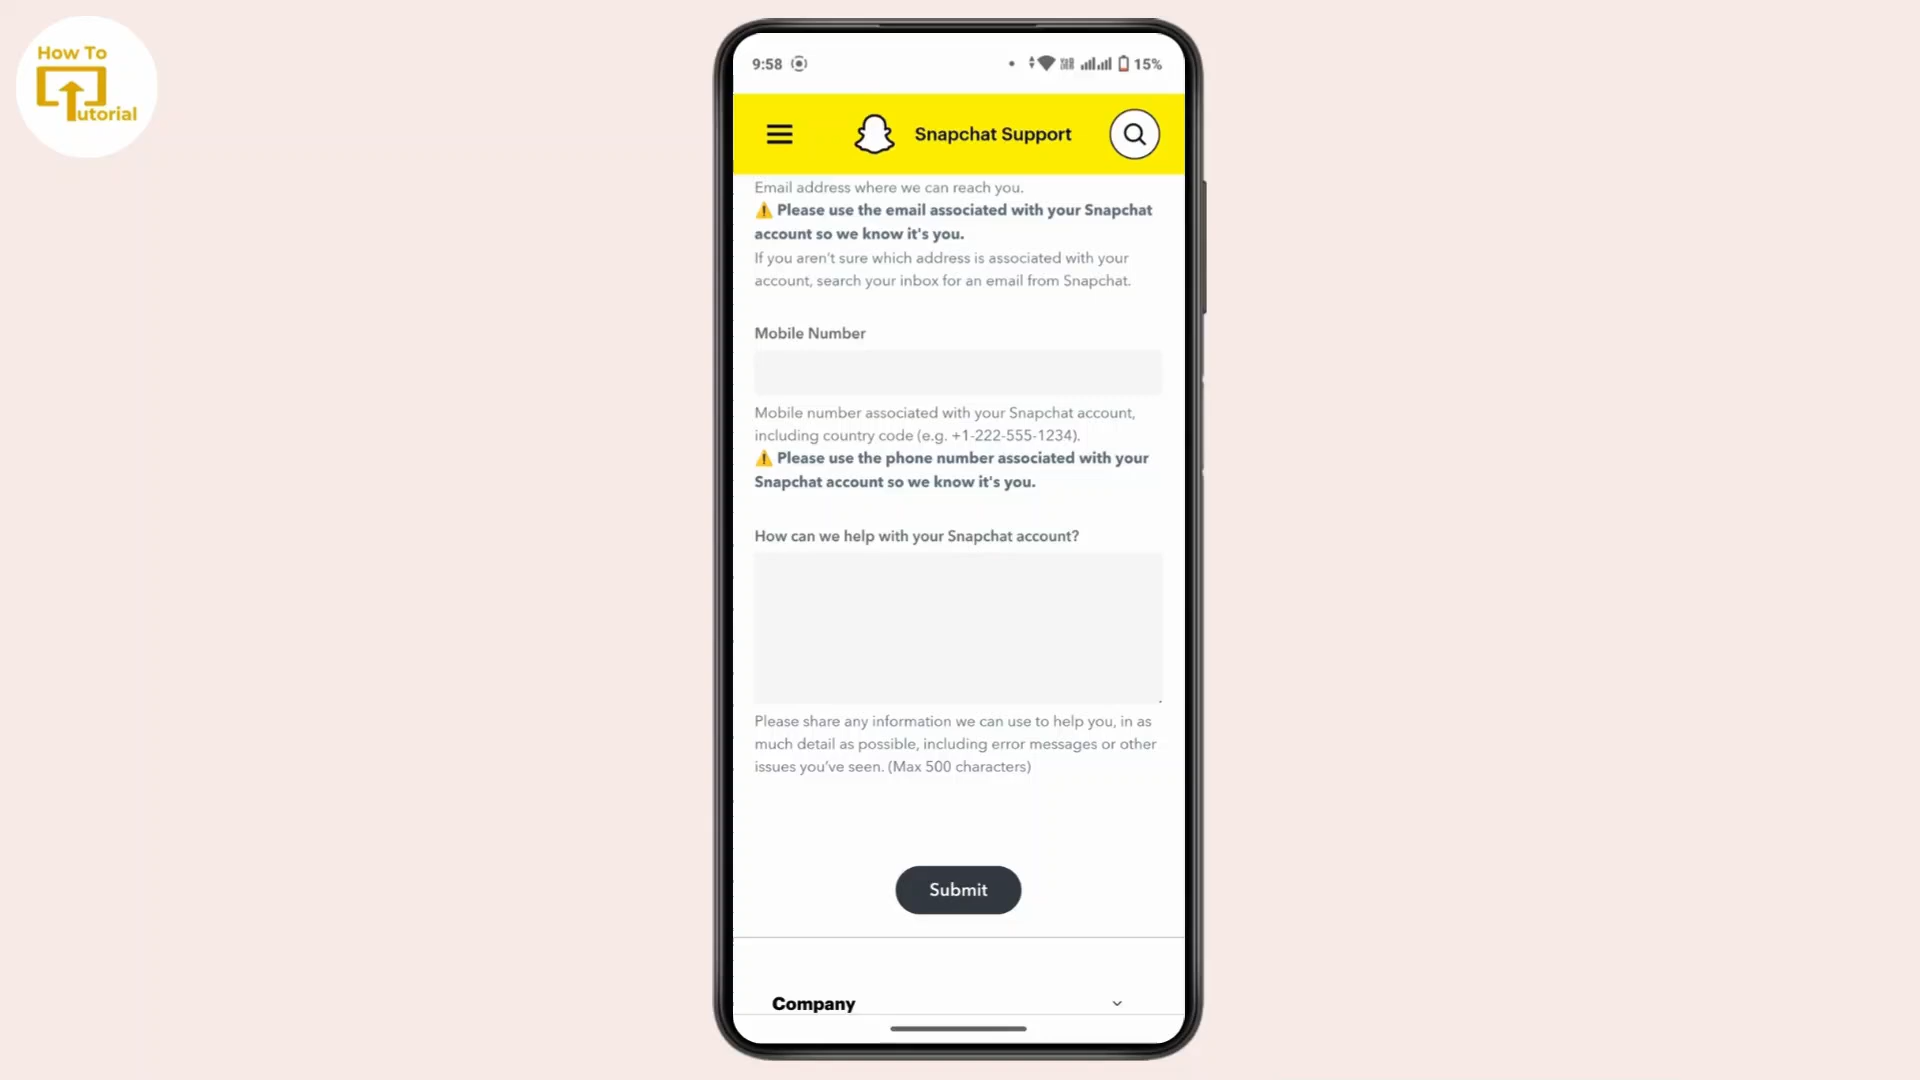 How To
utorial
9:58
15%
Snapchat Support
Email address where we can reach you.
⚠️ Please use the email associated with your Snapchat
account so we know it's you.
If you aren't sure which address is associated with your
account, search your inbox for an email from Snapchat.
Mobile Number
Mobile number associated with your Snapchat account,
including country code (e.g. +1-222-555-1234).
⚠️ Please use the phone number associated with your
Snapchat account so we know it's you.
How can we help with your Snapchat account?
Please share any information we can use to help you, in as
much detail as possible, including error messages or other
issues you've seen. (Max 500 characters)
Submit
Company